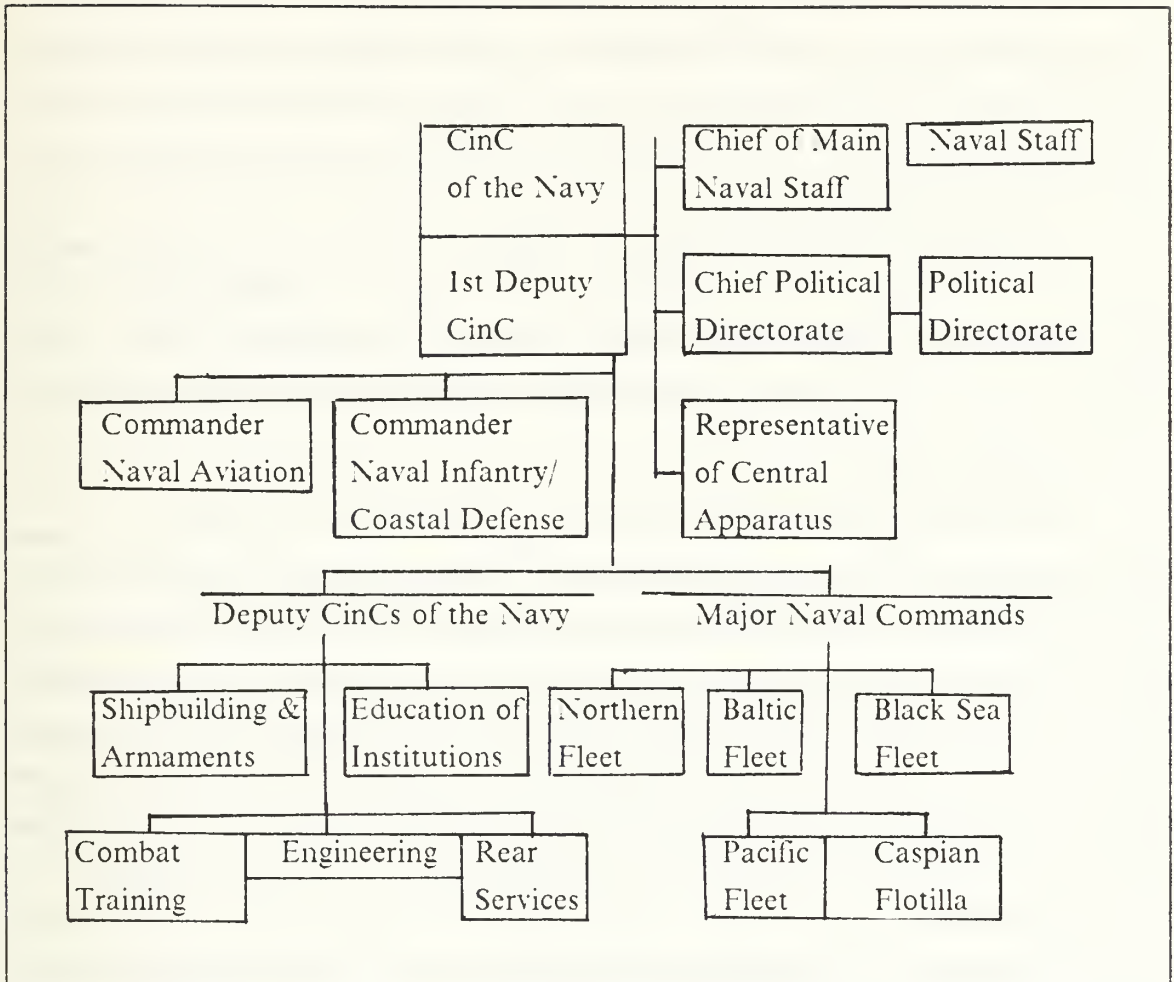 CinC
of the Navy
Chief of Main
Naval Staff
Naval Staff
1st Deputy
CinC
Chief Political
Directorate
Political
Directorate
Commander
Naval Aviation
Commander
Naval Infantry/
Coastal Defense
Representative
of Central
Apparatus
Deputy CinCs of the Navy
Major Naval Commands
Shipbuilding &
Armaments
Education of
Institutions
Northern
Fleet
Baltic
Fleet
Black Sea
Fleet
Combat
Training
Engineering
Rear
Services
Pacific
Fleet
Caspian
Flotilla